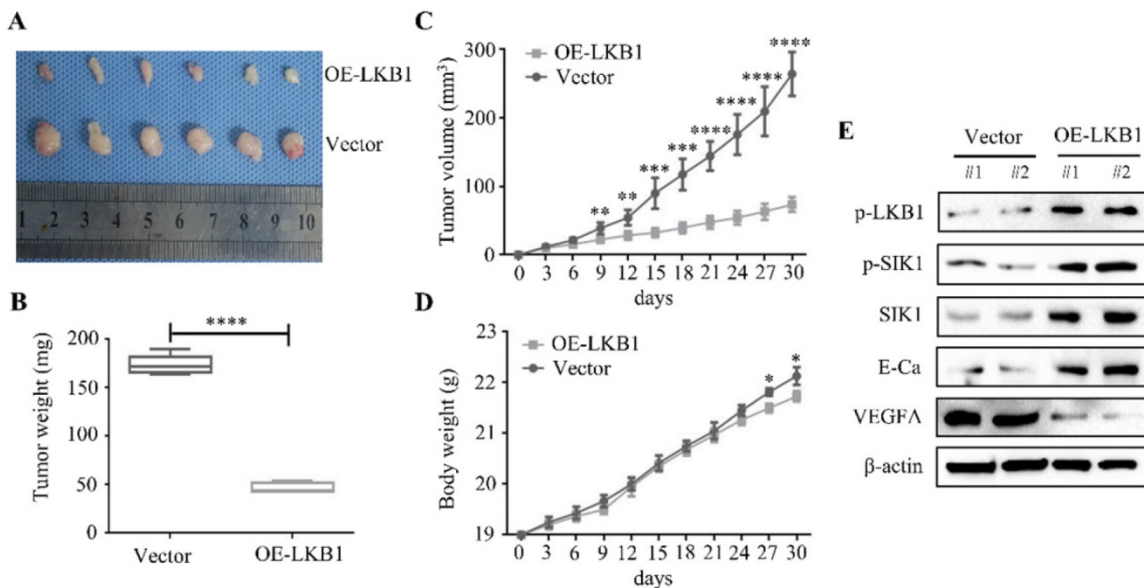 A
OE-LKB1
Vector
1 2 3 4 5 6 7 8 9 10
B
****
Tumor weight (mg)
200
150
100
50
0
Vector OE-LKB1
C
OE-LKB1
Vector
Tumor volume (mm³)
300
200
100
0
** ** *** *** **** **** **** ****
0 3 6 9 12 15 18 21 24 27 30
days
D
OE-LKB1
Vector
Body weight (g)
23
22
21
20
19
* *
0 3 6 9 12 15 18 21 24 27 30
days
E
Vector OE-LKB1
#1 #2 #1 #2
p-LKB1
p-SIK1
SIK1
E-Ca
VEGFA
β-actin